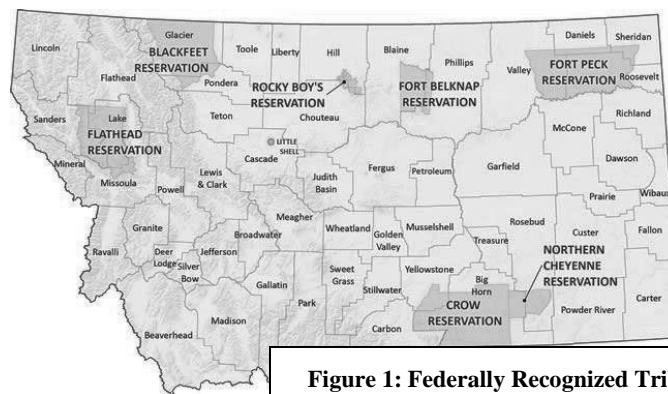 Lincoln
Glacier
BLACKFEET
RESERVATION
Toole
Liberty
Hill
Blaine
Phillips
Valley
Daniels
Sheridan
FORT PECK
RESERVATION
Roosevelt
Flathead
Pondera
ROCKY BOY'S
RESERVATION
FORT BELKNAP
RESERVATION
Sanders
Lake
FLATHEAD
RESERVATION
Teton
Chouteau
Richland
McCone
Mineral
Missoula
Powell
Lewis
& Clark
LITTLE
SHELL
Cascade
Judith
Basin
Fergus
Petroleum
Garfield
Dawson
Prairie
Wibaux
Ravalli
Granite
Deer
Lodge
Silver
Bow
Jefferson
Broadwater
Meagher
Wheatland
Golden
Valley
Musselshell
Treasure
Rosebud
Custer
Fallon
NORTHERN
CHEYENNE
RESERVATION
Beaverhead
Madison
Gallatin
Park
Sweet
Grass
Stillwater
Yellowstone
Carbon
Big
Horn
CROW
RESERVATION
Powder River
Carter
Figure 1: Federally Recognized Tri